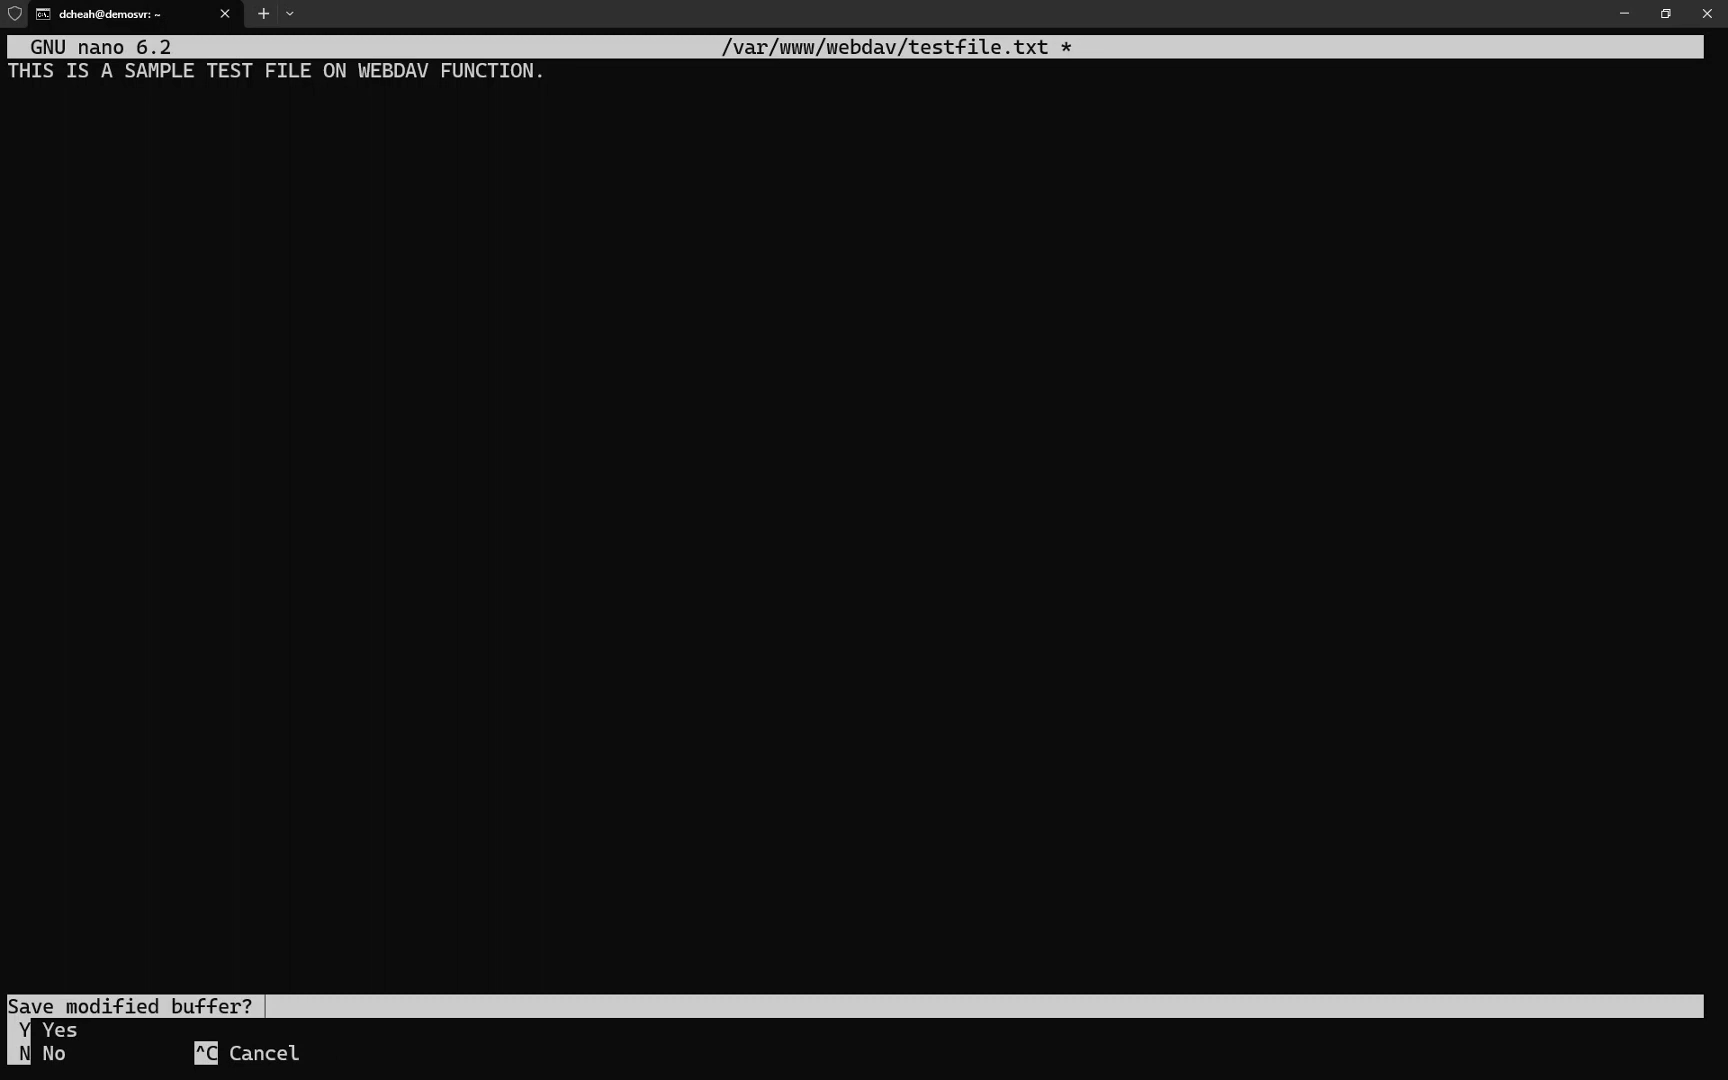 dcheah@demosvr: ~
GNU nano 6.2 /var/www/webdav/testfile.txt *
THIS IS A SAMPLE TEST FILE ON WEBDAV FUNCTION.
Save modified buffer?
Y Yes
N No ^C Cancel